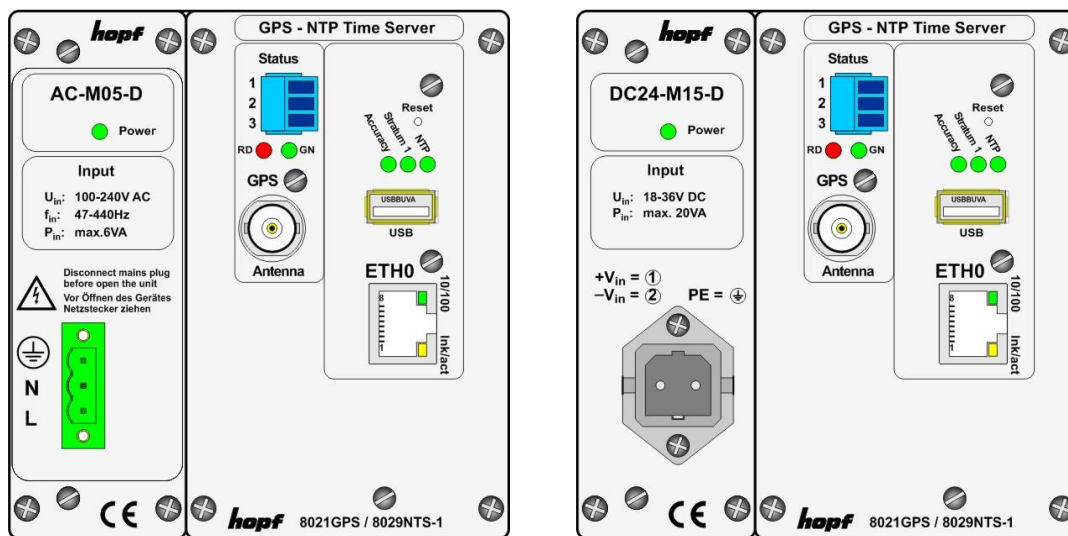 hopf
AC-M05-D
Power
Input
Uin: 100-240V AC
fin: 47-440Hz
Pin: max.6VA
Disconnect mains plug
before open the unit
Vor Öffnen des Gerätes
Netzstecker ziehen
N
L
CE
GPS - NTP Time Server
Status
1
2
3
RD
GN
GPS
Antenna
Reset
Accuracy
Stratum 1
NTP
USBBUVA
USB
ETH0
10/100
8
1
lnk/act
hopf 8021GPS / 8029NTS-1
hopf
DC24-M15-D
Power
Input
Uin: 18-36V DC
Pin: max. 20VA
+Vin = 1
–Vin = 2 PE =
CE
GPS - NTP Time Server
Status
1
2
3
RD
GN
GPS
Antenna
Reset
Accuracy
Stratum 1
NTP
USBBUVA
USB
ETH0
10/100
8
1
lnk/act
hopf 8021GPS / 8029NTS-1